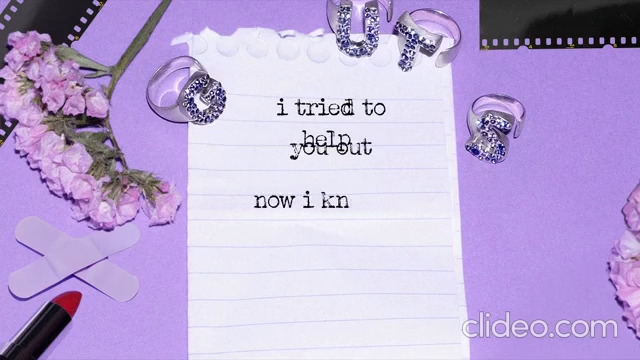 G U T S
i tried to
help
you out
now i kn
clideo.com